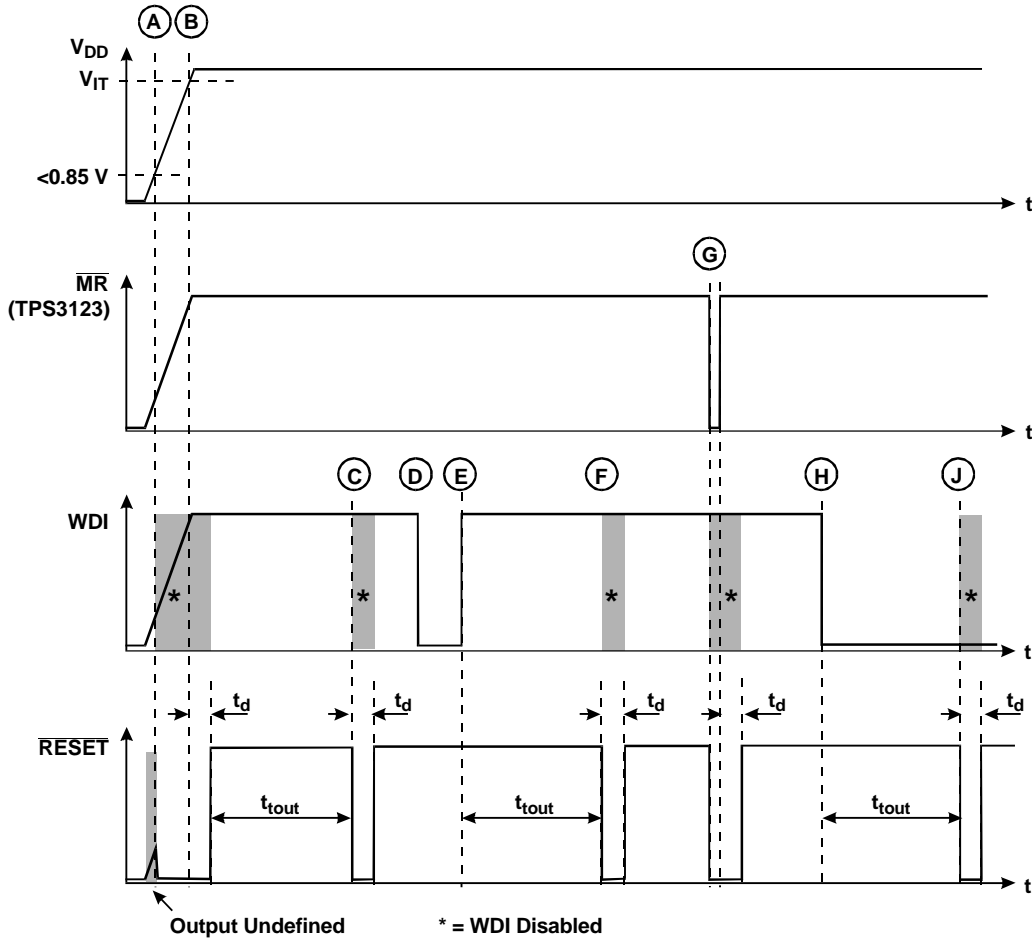 A B
VDD
VIT
<0.85 V
t
G
MR
(TPS3123)
t
C D E F H J
WDI
* * * * *
t
td td td td td
RESET
ttout ttout ttout
t
Output Undefined * = WDI Disabled